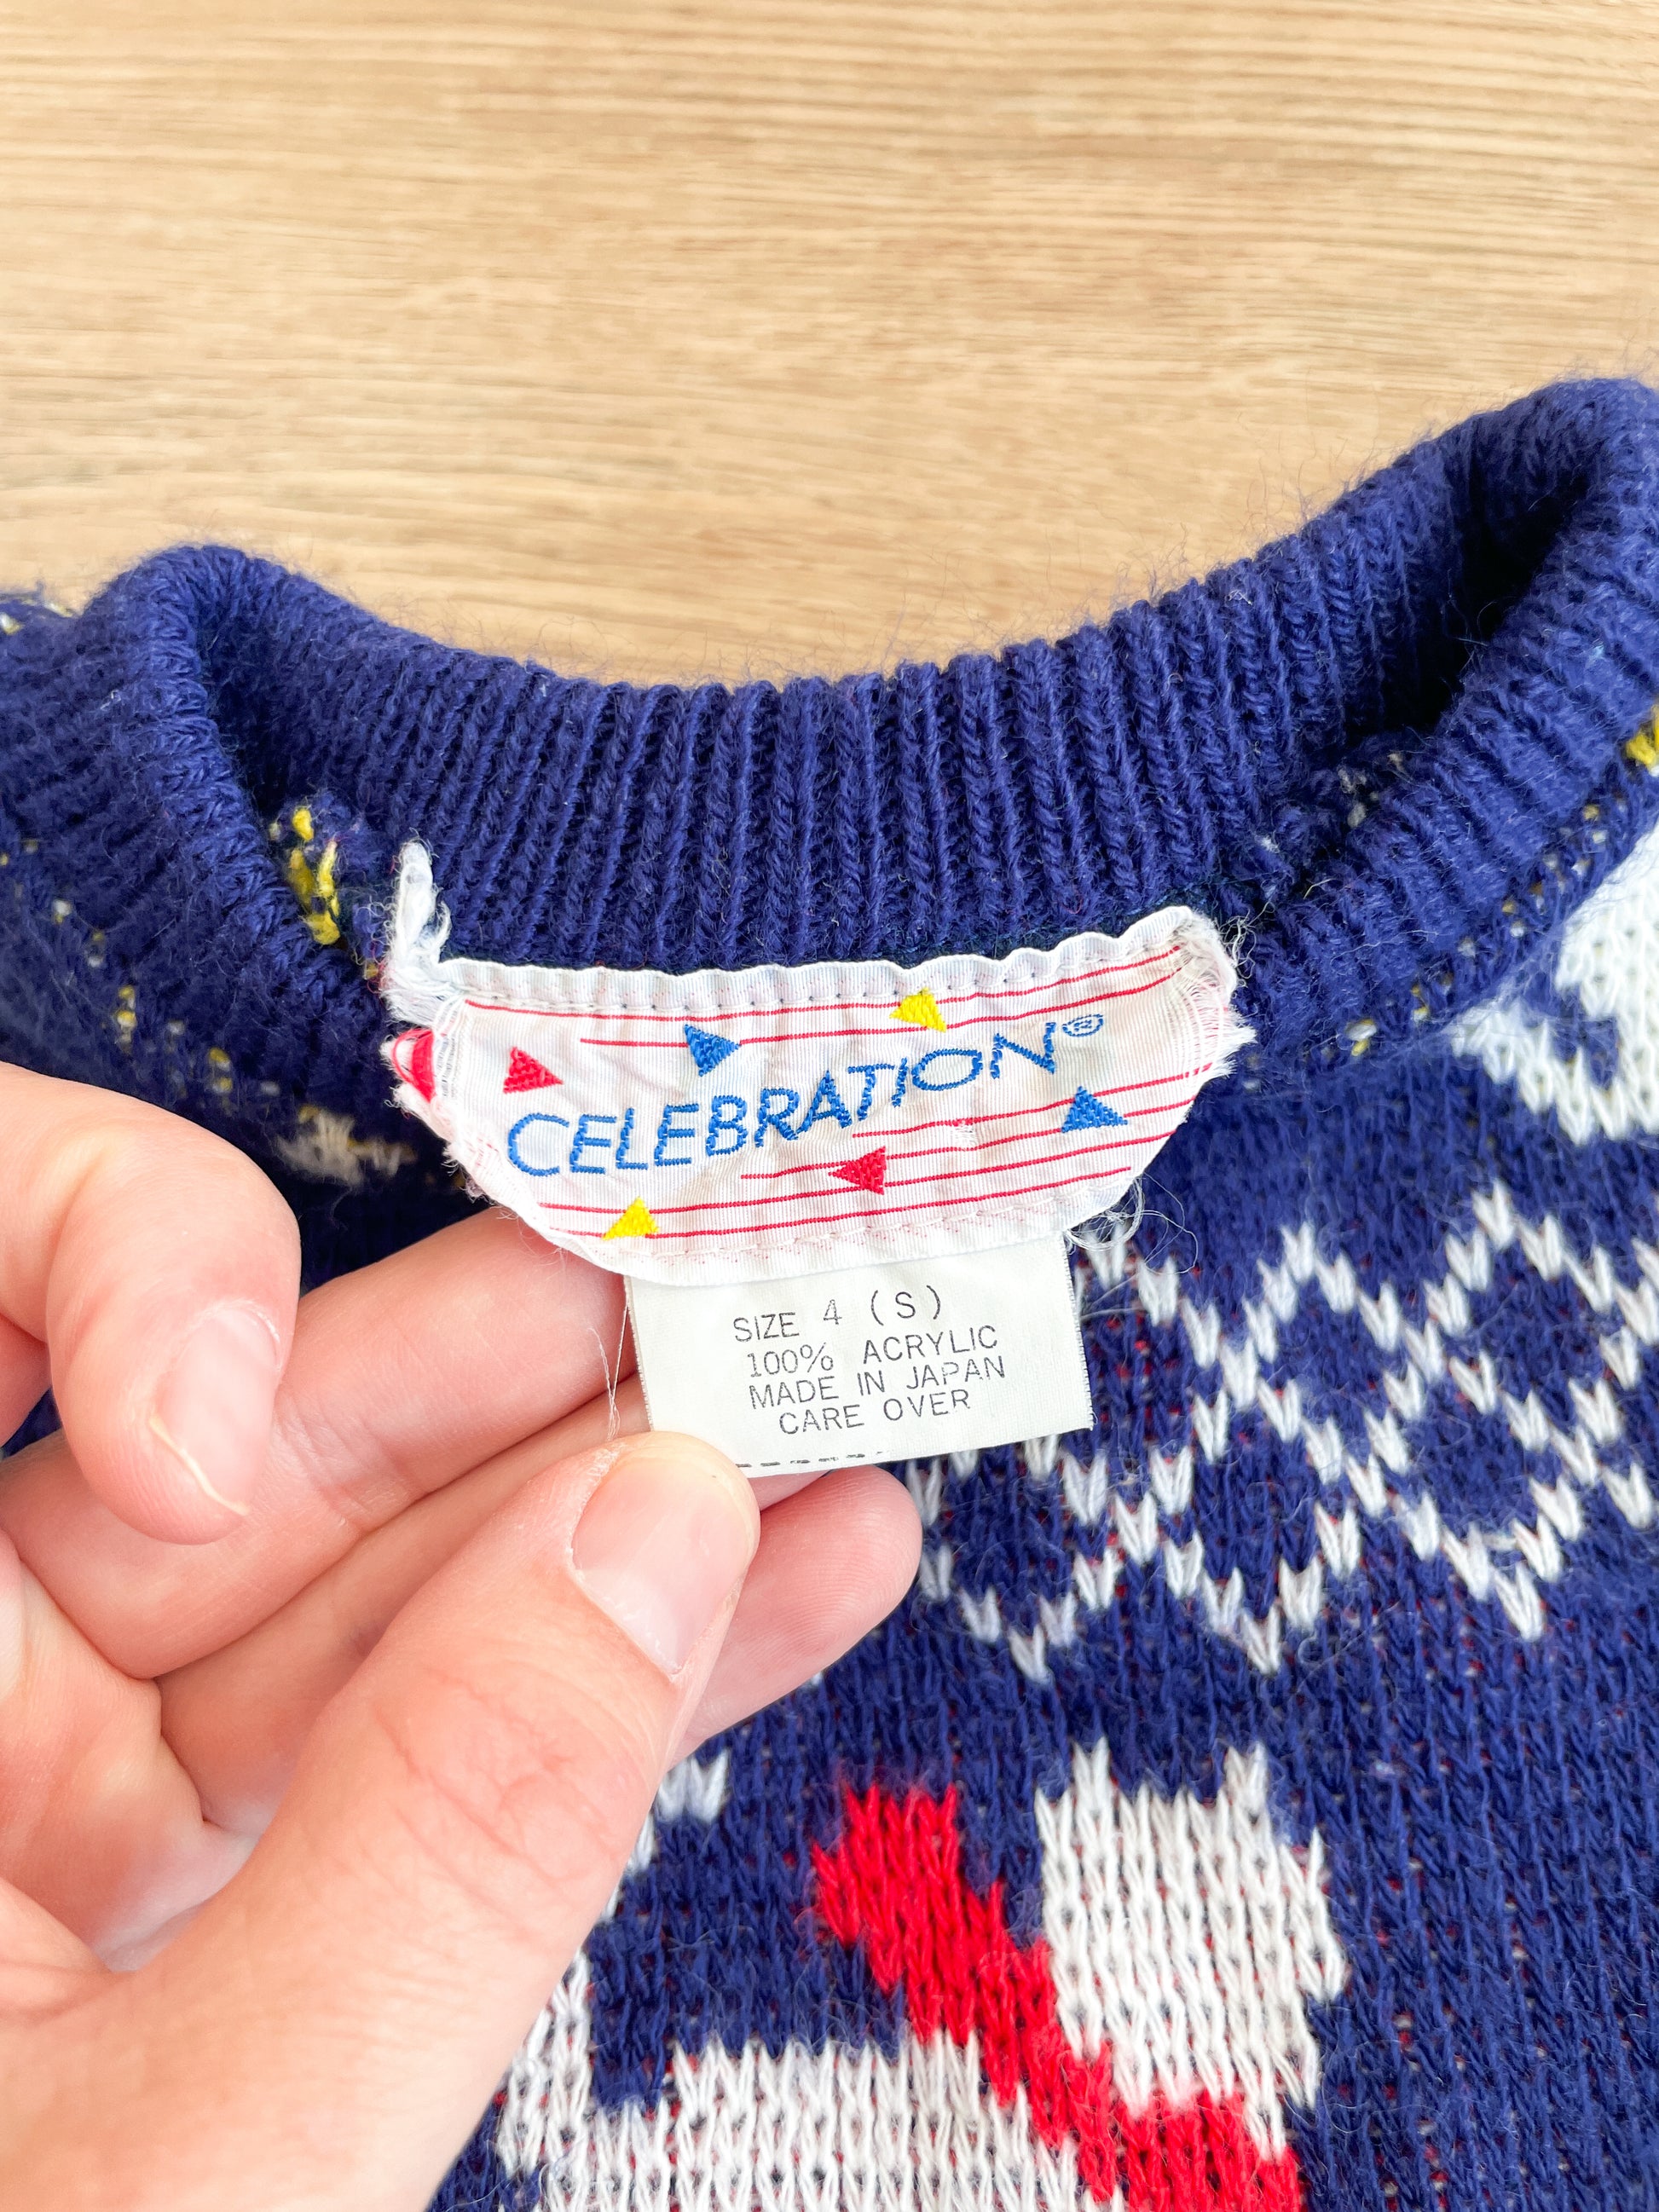 CELEBRATION®
SIZE 4 (S)
100% ACRYLIC
MADE IN JAPAN
CARE OVER